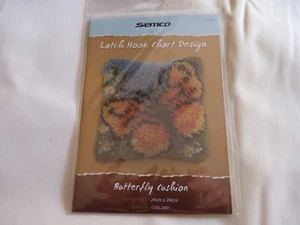 SEMCO
Latch Hook Chart Design
Butterfly Cushion
24cm x 24cm